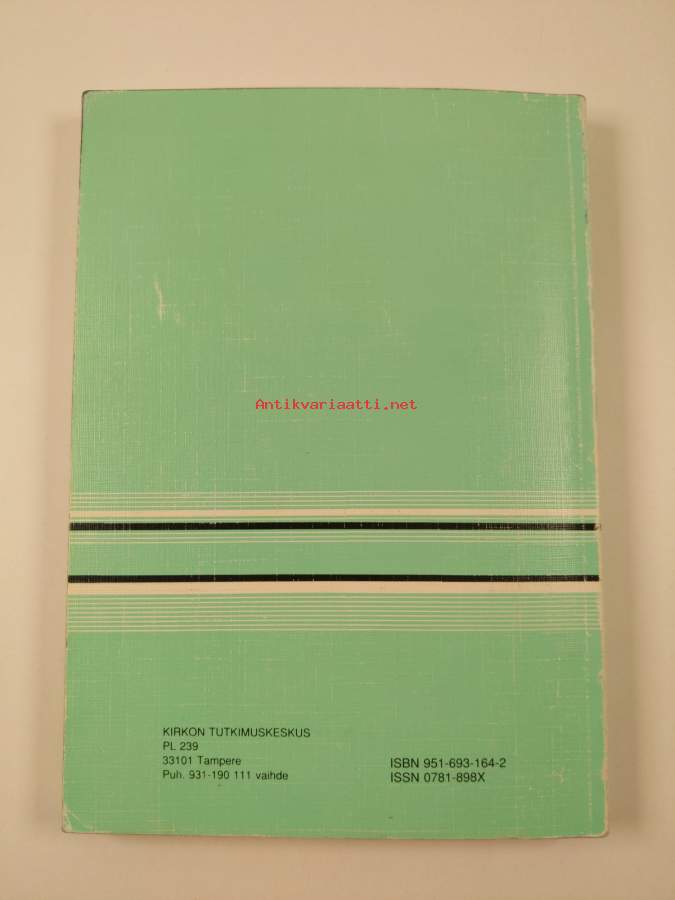 Antikvariaatti.net
KIRKON TUTKIMUSKESKUS
PL 239
33101 Tampere
Puh. 931-190 111 vaihde
ISBN 951-693-164-2
ISSN 0781-898X